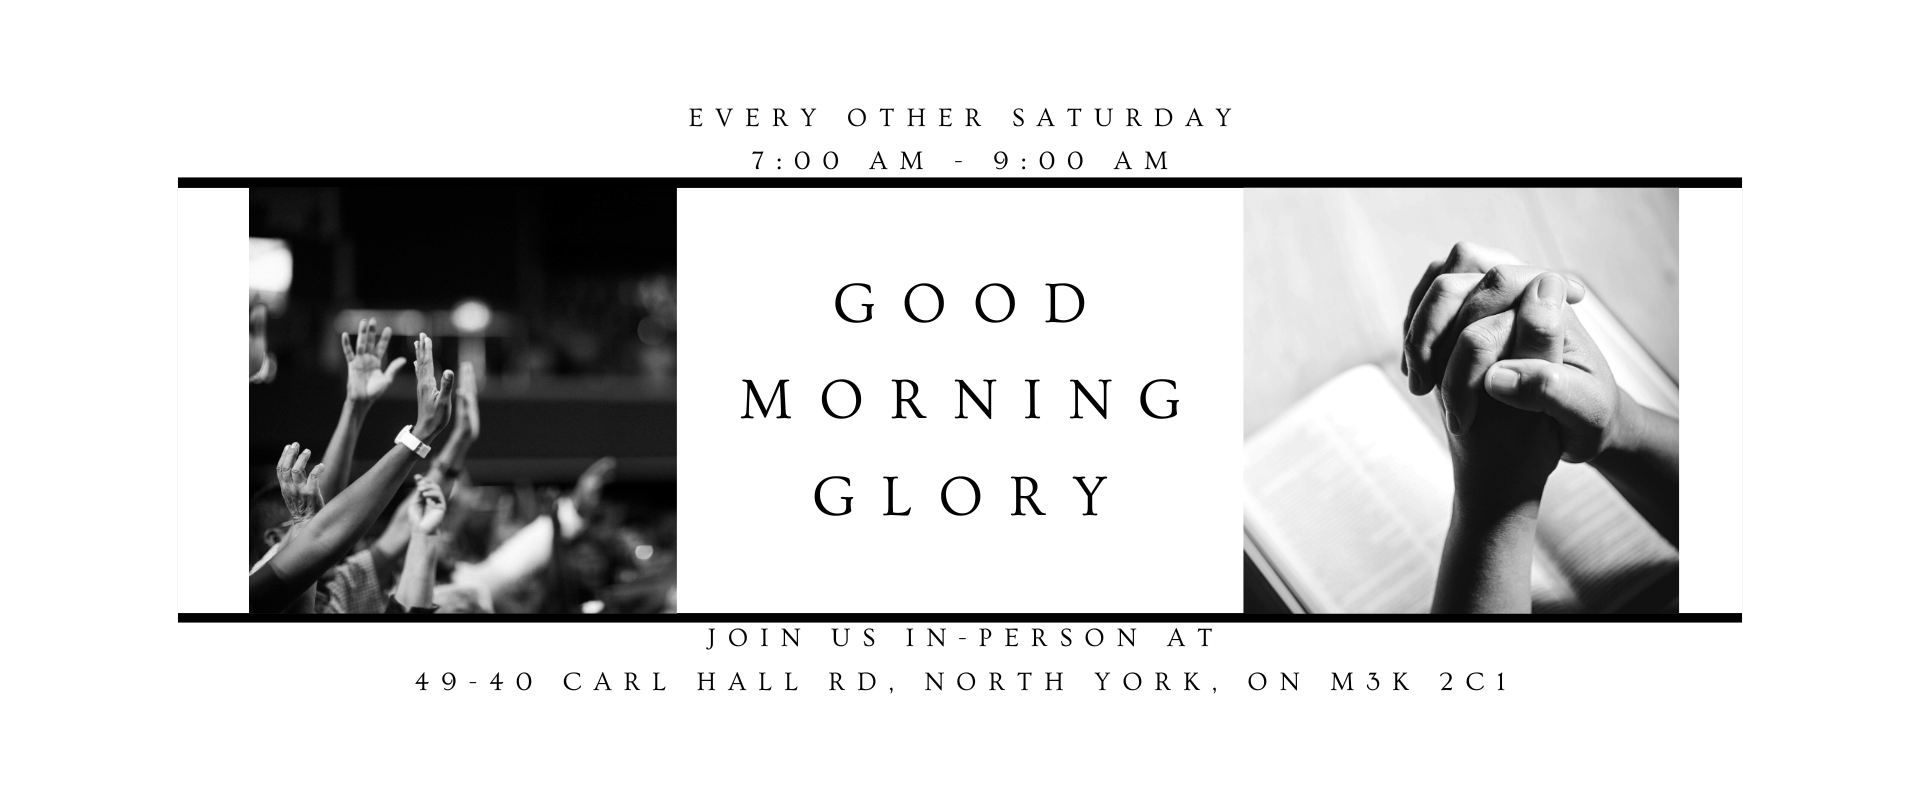 EVERY OTHER SATURDAY
7:00 AM - 9:00 AM
GOOD
MORNING
GLORY
JOIN US IN-PERSON AT
49-40 CARL HALL RD, NORTH YORK, ON M3K 2C1